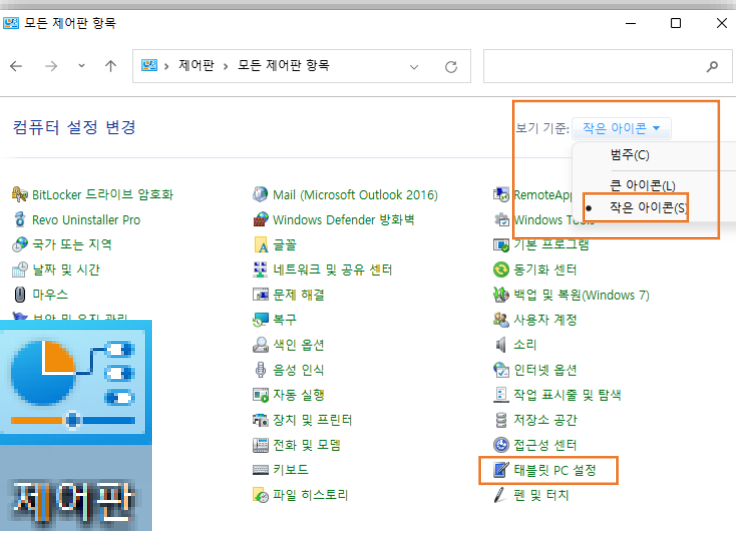 모든 제어판 항목
제어판 › 모든 제어판 항목
컴퓨터 설정 변경
보기 기준: 작은 아이콘
범주(C)
큰 아이콘(L)
작은 아이콘(S)
BitLocker 드라이브 암호화
Mail (Microsoft Outlook 2016)
RemoteAp
Revo Uninstaller Pro
Windows Defender 방화벽
Windows Tools
국가 또는 지역
글꼴
기본 프로그램
날짜 및 시간
네트워크 및 공유 센터
동기화 센터
마우스
문제 해결
백업 및 복원(Windows 7)
보안 및 유지 관리
복구
사용자 계정
색인 옵션
소리
음성 인식
인터넷 옵션
자동 실행
작업 표시줄 및 탐색
장치 및 프린터
저장소 공간
전화 및 모뎀
접근성 센터
키보드
태블릿 PC 설정
파일 히스토리
펜 및 터치
제어판